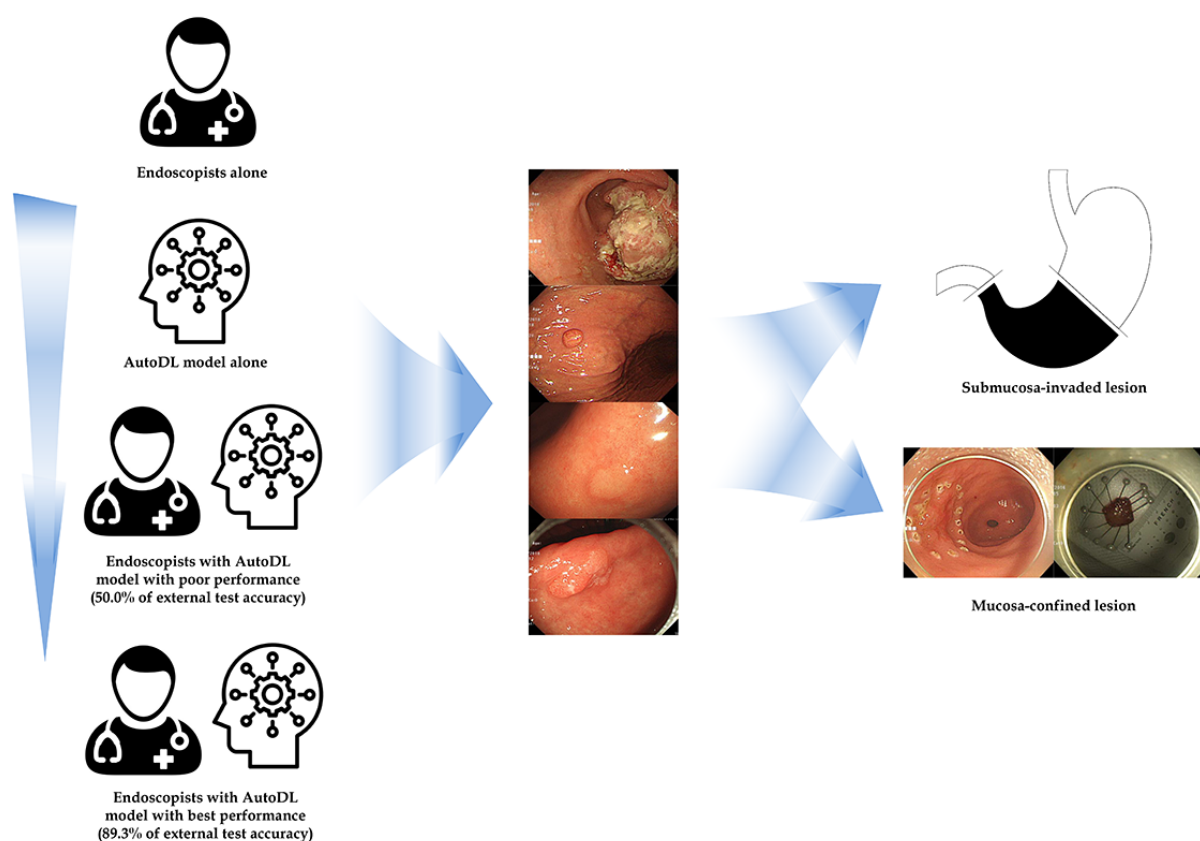 Endoscopists alone
AutoDL model alone
Endoscopists with AutoDL
model with poor performance
(50.0% of external test accuracy)
Endoscopists with AutoDL
model with best performance
(89.3% of external test accuracy)
Submucosa-invaded lesion
Mucosa-confined lesion